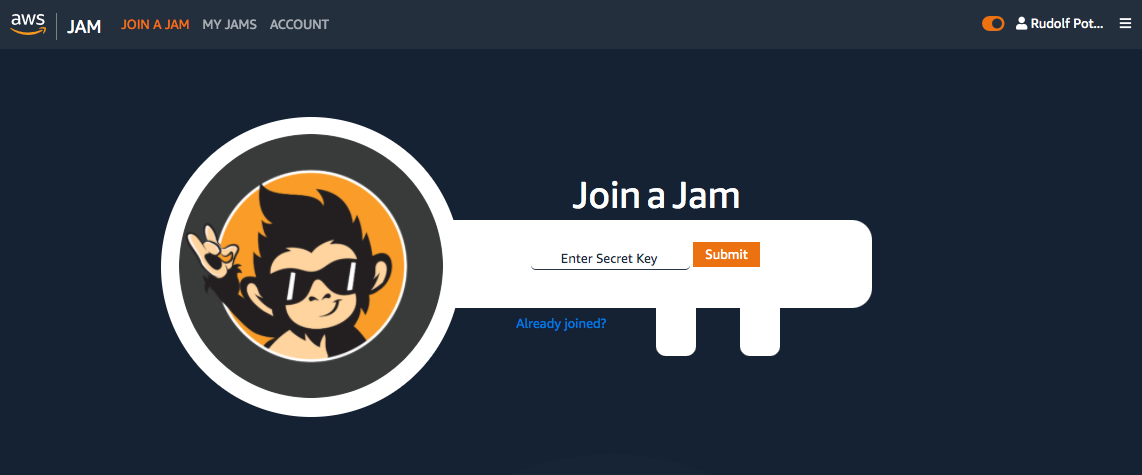 aws
JAM JOIN A JAM MY JAMS ACCOUNT Rudolf Pot...
Join a Jam
Enter Secret Key Submit
Already joined?